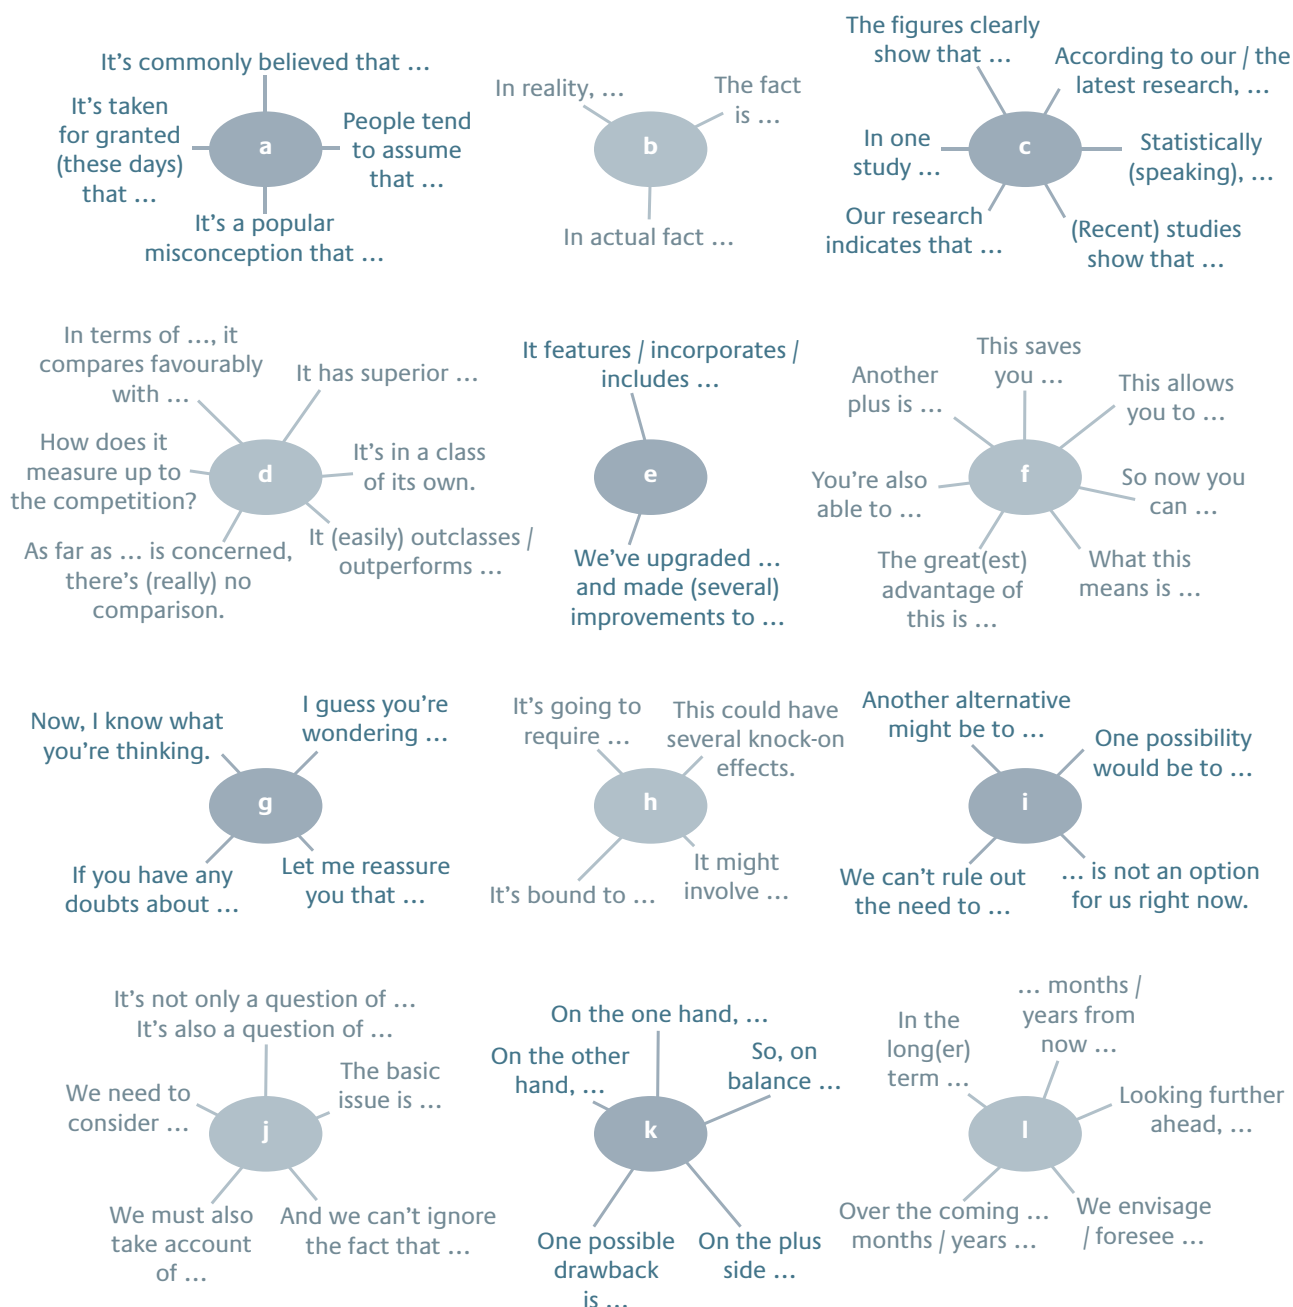 It's commonly believed that …
It's taken
for granted
(these days)
that …
a
People tend
to assume
that …
It's a popular
misconception that …
In reality, …
The fact
is …
b
In actual fact …
The figures clearly
show that …
According to our / the
latest research, …
In one
study …
c
Statistically
(speaking), …
Our research
indicates that …
(Recent) studies
show that …
In terms of …, it
compares favourably
with …
It has superior …
How does it
measure up to
the competition?
d
It's in a class
of its own.
As far as … is concerned,
there's (really) no
comparison.
It (easily) outclasses /
outperforms …
It features / incorporates /
includes …
e
We've upgraded …
and made (several)
improvements to …
This saves
you …
Another
plus is …
This allows
you to …
You're also
able to …
f
So now you
can …
The great(est)
advantage of
this is …
What this
means is …
Now, I know what
you're thinking.
I guess you're
wondering …
g
If you have any
doubts about …
Let me reassure
you that …
It's going to
require …
This could have
several knock-on
effects.
h
It's bound to …
It might
involve …
Another alternative
might be to …
One possibility
would be to …
i
We can't rule out
the need to …
… is not an option
for us right now.
It's not only a question of …
It's also a question of …
We need to
consider …
The basic
issue is …
j
We must also
take account
of …
And we can't ignore
the fact that …
On the one hand, …
On the other
hand, …
So, on
balance …
k
One possible
drawback
is …
On the plus
side …
… months /
years from
now …
In the
long(er)
term …
Looking further
ahead, …
l
Over the coming …
months / years …
We envisage
/ foresee …